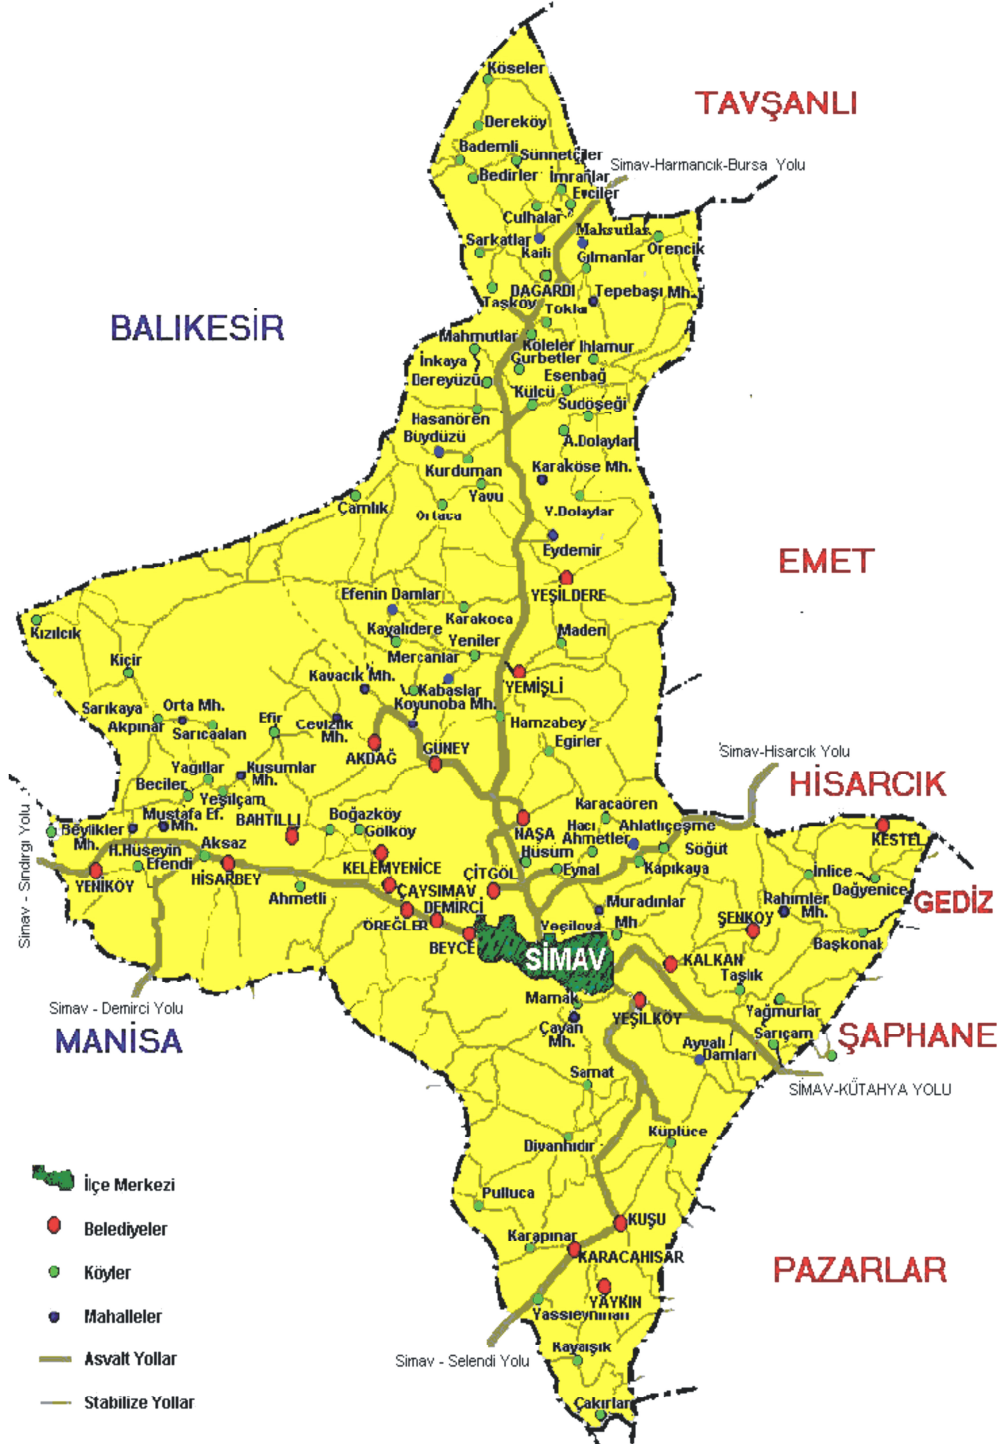 Köseler
TAVŞANLI
Dereköy
Bademli
Sünnetçiler
Simav-Harmancık-Bursa Yolu
Bedirler
İmranlar
Evciler
Culhalar
Maksutlar
Sarkatlar
Kaili
Örencik
Gılmanlar
DAGARDI
Tepebaşı Mh.
Taşköy
Toklar
BALIKESİR
Mahmutlar
Köleler
Ihlamur
İnkaya
Gurbetler
Dereyüzü
Esenbağ
Külcü
Sudöşeği
Hasanören
Büydüzü
A.Dolaylar
Kurduman
Karaköse Mh.
Yavu
Çamlık
Ortaca
Y.Dolaylar
Eydemir
EMET
Efenin Damlar
YEŞİLDERE
Karakoca
Kızılcık
Kayalıdere
Yeniler
Maden
Mercanlar
Kiçir
Kavacık Mh.
Kabaslar
YEMİŞLİ
Sarıkaya
Orta Mh.
Koyunoba Mh.
Akpınar
Sarıcaalan
Efir
Cevizlik
Mh.
Hamzabey
AKDAĞ
GÜNEY
Egirler
Simav-Hisarcık Yolu
Yağıllar
Kusumlar
Mh.
Beciler
Yeşilçam
HİSARCIK
Mustafa Ef.
Mh.
BAHTILLI
Boğazköy
Karacaören
Beylikler
Mh.
Gölköy
NAŞA
Hacı
Ahmetler
Ahlatlıçeşme
KESTEL
Simav - Sındırgı Yolu
H.Hüseyin
Efendi
Aksaz
KELEMYENİCE
Hüsüm
Söğüt
YENİKÖY
HİSARBEY
ÇİTGÖL
Eynal
Kapıkaya
İnlice
Dağyenice
Ahmetli
ÇAYSIMAV
Muradınlar
Mh
Rahımler
Mh.
GEDİZ
DEMİRCİ
ÖREĞLER
ŞENKÖY
BEYCE
Yeşilova
Başkonak
SİMAV
KALKAN
Taşlık
Simav - Demirci Yolu
Mamak
YEŞİLKÖY
Yağmurlar
MANİSA
Çavan
Mh.
Ayvalı
Damları
Sarıçam
ŞAPHANE
Samat
SİMAV-KÜTAHYA YOLU
Divanhıdır
Küplüce
İlçe Merkezi
Pulluca
Belediyeler
KUŞU
Karapınar
KARACAHİSAR
Köyler
PAZARLAR
YAYKIN
Mahalleler
Asvalt Yollar
Kayaışık
Simav - Selendi Yolu
Stabilize Yollar
Çakırlar